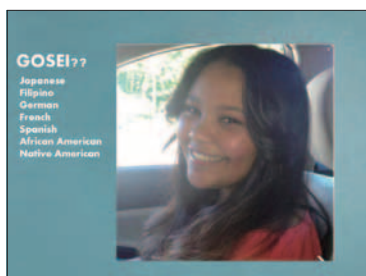 GOSEI??
Japanese
Filipino
German
French
Spanish
African American
Native American